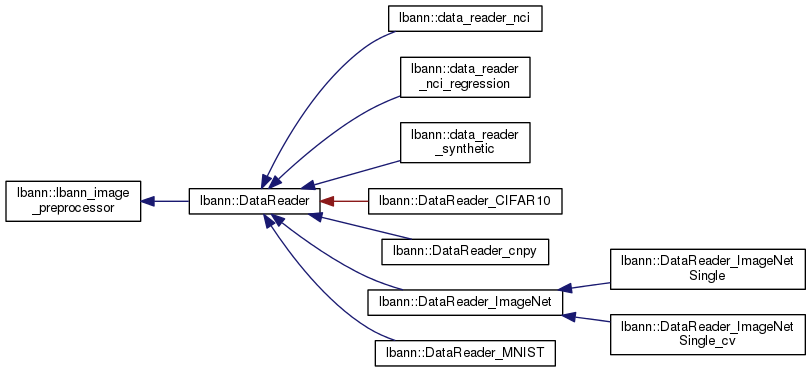 lbann::data_reader_nci
lbann::data_reader
_nci_regression
lbann::data_reader
_synthetic
lbann::lbann_image
_preprocessor
lbann::DataReader
lbann::DataReader_CIFAR10
lbann::DataReader_cnpy
lbann::DataReader_ImageNet
Single
lbann::DataReader_ImageNet
lbann::DataReader_ImageNet
Single_cv
lbann::DataReader_MNIST